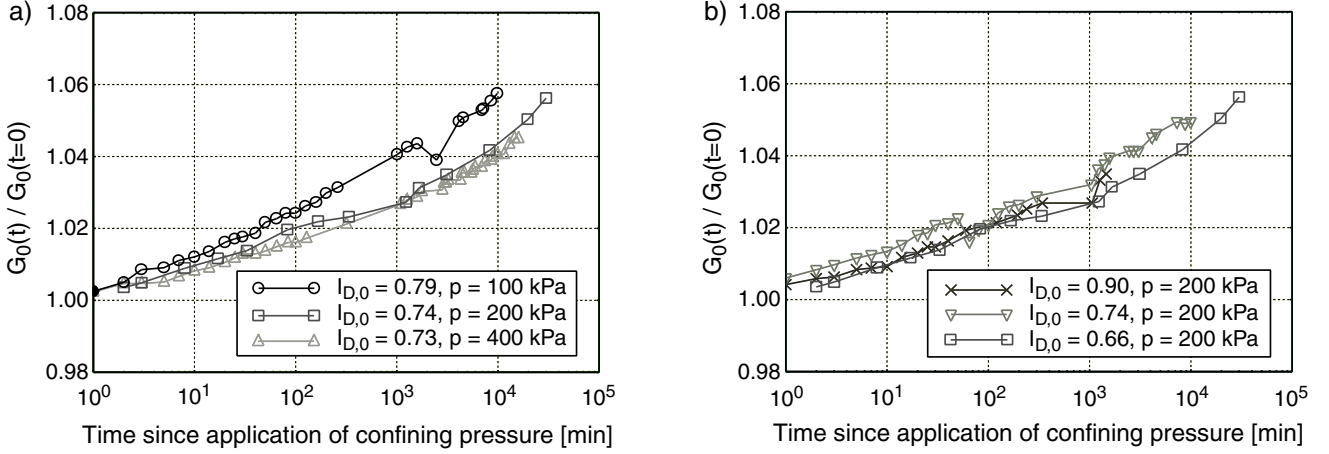 a)
1.08
1.06
1.04
1.02
1.00
0.98
G0(t) / G0(t=0)
ID,0 = 0.79, p = 100 kPa
ID,0 = 0.74, p = 200 kPa
ID,0 = 0.73, p = 400 kPa
10^0 10^1 10^2 10^3 10^4 10^5
Time since application of confining pressure [min]
b)
1.08
1.06
1.04
1.02
1.00
0.98
G0(t) / G0(t=0)
ID,0 = 0.90, p = 200 kPa
ID,0 = 0.74, p = 200 kPa
ID,0 = 0.66, p = 200 kPa
10^0 10^1 10^2 10^3 10^4 10^5
Time since application of confining pressure [min]